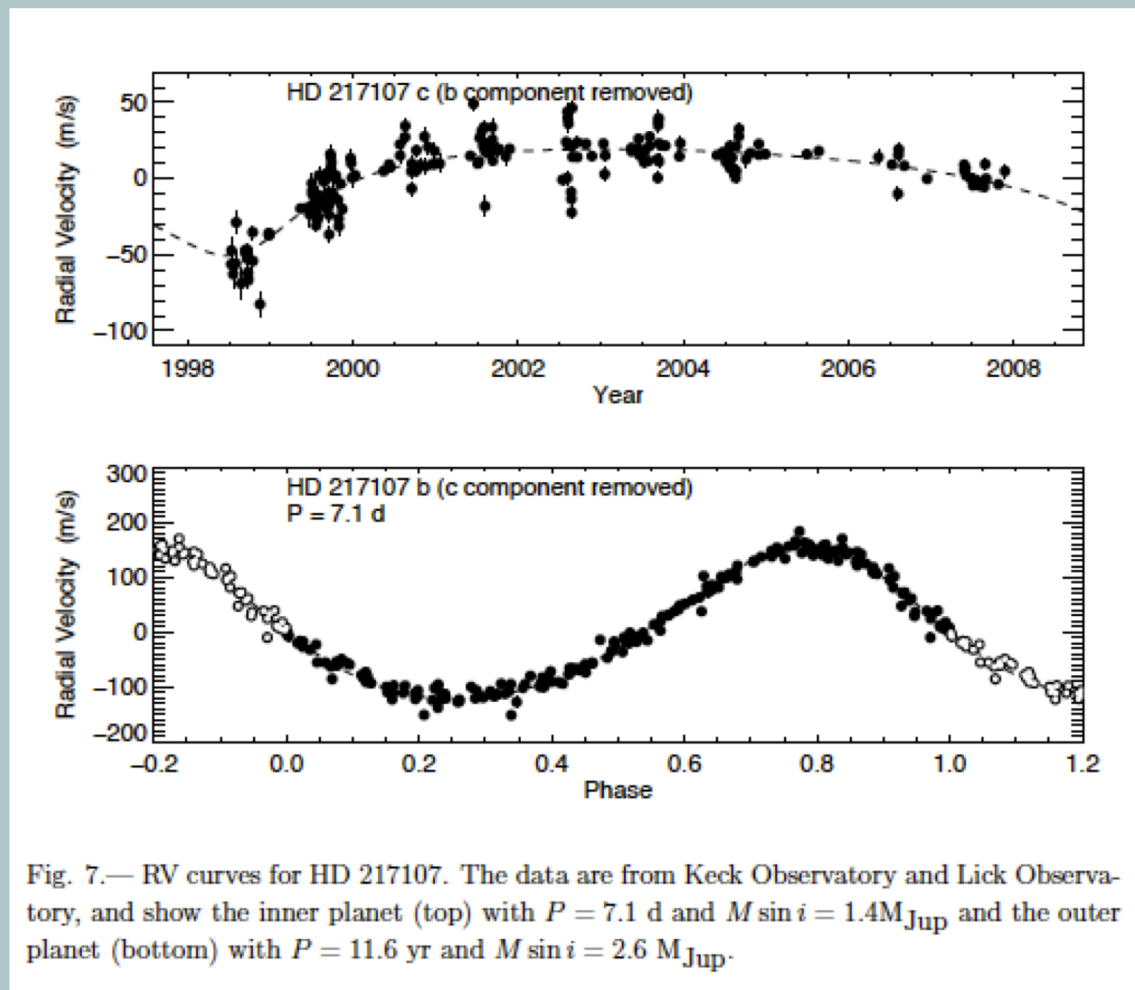 HD 217107 c (b component removed)
50
0
−50
−100
Radial Velocity (m/s)
1998 2000 2002 2004 2006 2008
Year
HD 217107 b (c component removed)
P = 7.1 d
300
200
100
0
−100
−200
Radial Velocity (m/s)
−0.2 0.0 0.2 0.4 0.6 0.8 1.0 1.2
Phase
Fig. 7.— RV curves for HD 217107. The data are from Keck Observatory and Lick Observa-
tory, and show the inner planet (top) with P = 7.1 d and M sin i = 1.4M_Jup and the outer
planet (bottom) with P = 11.6 yr and M sin i = 2.6 M_Jup.